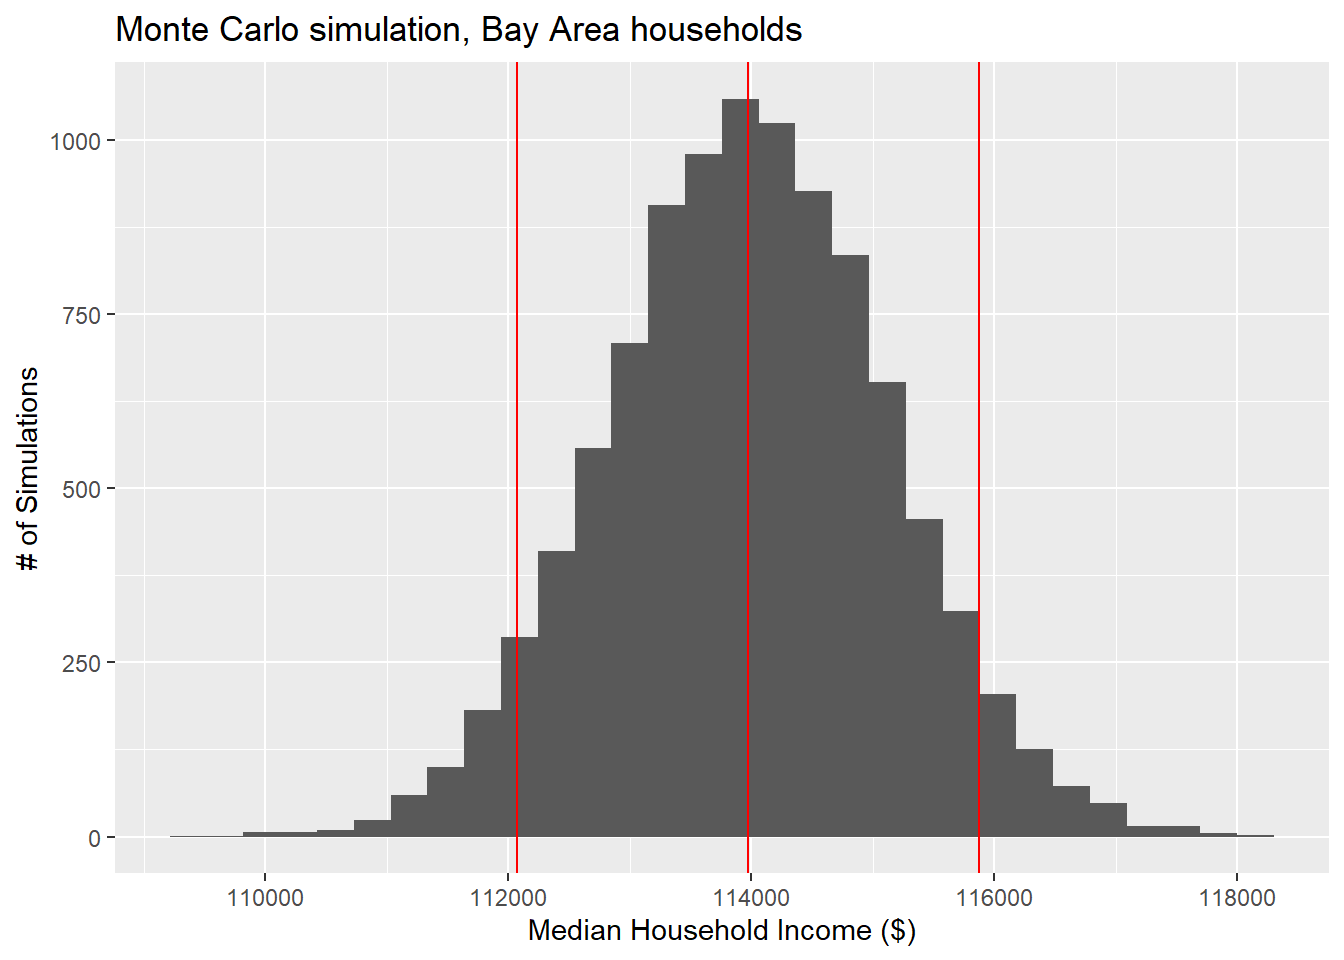 Monte Carlo simulation, Bay Area households
1000
750
500
250
0
# of Simulations
110000 112000 114000 116000 118000
Median Household Income ($)